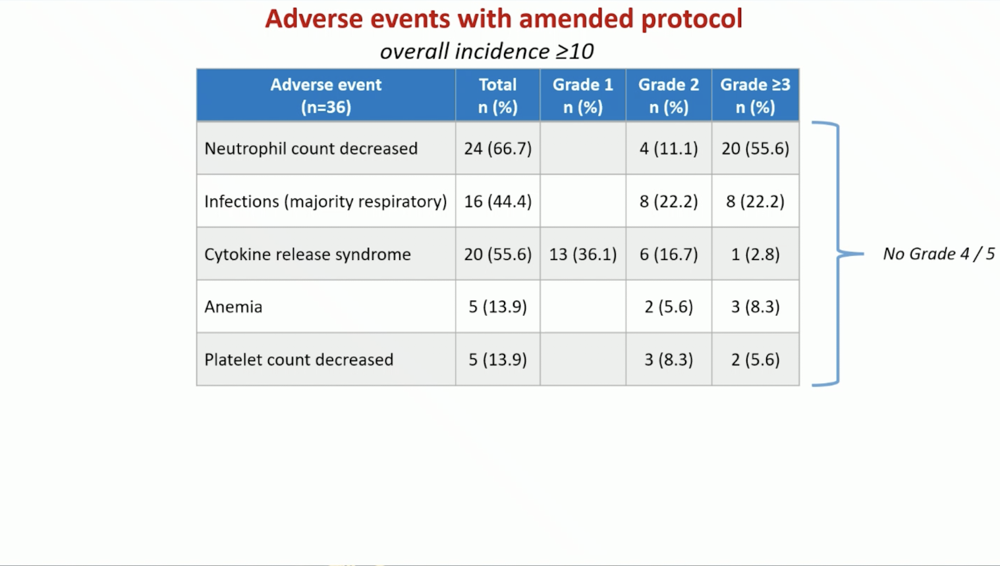 Adverse events with amended protocol
overall incidence ≥10
Adverse event (n=36) Total n (%) Grade 1 n (%) Grade 2 n (%) Grade ≥3 n (%)
Neutrophil count decreased 24 (66.7) 4 (11.1) 20 (55.6)
Infections (majority respiratory) 16 (44.4) 8 (22.2) 8 (22.2)
Cytokine release syndrome 20 (55.6) 13 (36.1) 6 (16.7) 1 (2.8)
No Grade 4 / 5
Anemia 5 (13.9) 2 (5.6) 3 (8.3)
Platelet count decreased 5 (13.9) 3 (8.3) 2 (5.6)